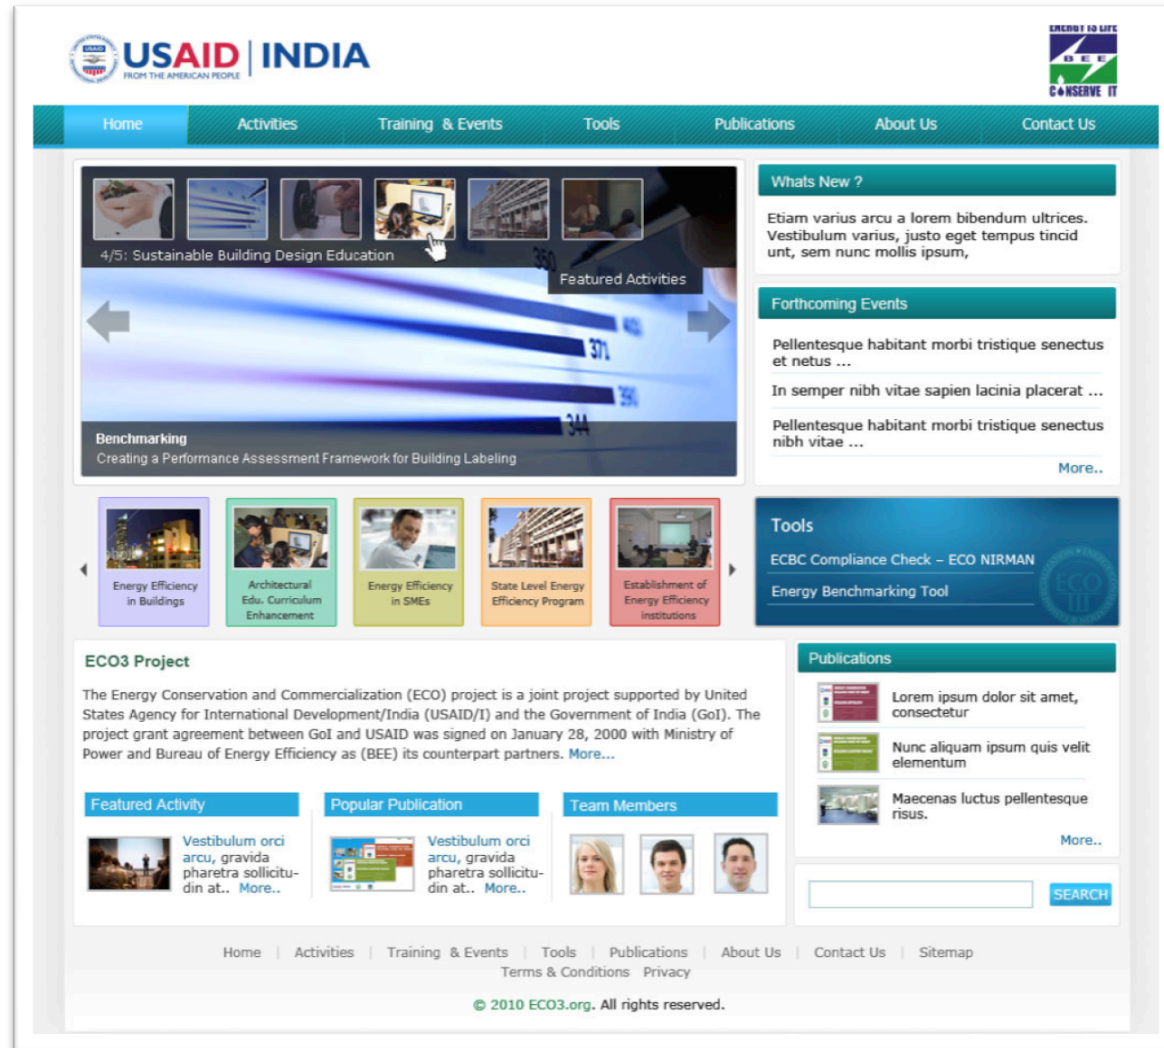 USAID
USAID | INDIA
FROM THE AMERICAN PEOPLE
ENERGY IS LIFE
BEE
CONSERVE IT
Home
Activities
Training & Events
Tools
Publications
About Us
Contact Us
4/5: Sustainable Building Design Education
350
Featured Activities
403
371
390
344
Benchmarking
Creating a Performance Assessment Framework for Building Labeling
Whats New ?
Etiam varius arcu a lorem bibendum ultrices.
Vestibulum varius, justo eget tempus tincid
unt, sem nunc mollis ipsum,
Forthcoming Events
Pellentesque habitant morbi tristique senectus
et netus ...
In semper nibh vitae sapien lacinia placerat ...
Pellentesque habitant morbi tristique senectus
nibh vitae ...
More..
Energy Efficiency
in Buildings
Architectural
Edu. Curriculum
Enhancement
Energy Efficiency
in SMEs
State Level Energy
Efficiency Program
Establishment of
Energy Efficiency
institutions
Tools
ECBC Compliance Check – ECO NIRMAN
Energy Benchmarking Tool
ECO
III
ECO3 Project
The Energy Conservation and Commercialization (ECO) project is a joint project supported by United
States Agency for International Development/India (USAID/I) and the Government of India (GoI). The
project grant agreement between GoI and USAID was signed on January 28, 2000 with Ministry of
Power and Bureau of Energy Efficiency as (BEE) its counterpart partners. More...
Featured Activity
Vestibulum orci
arcu, gravida
pharetra sollicitu-
din at.. More..
Popular Publication
Vestibulum orci
arcu, gravida
pharetra sollicitu-
din at.. More..
Team Members
Publications
Lorem ipsum dolor sit amet,
consectetur
Nunc aliquam ipsum quis velit
elementum
Maecenas luctus pellentesque
risus.
More..
SEARCH
Home | Activities | Training & Events | Tools | Publications | About Us | Contact Us | Sitemap
Terms & Conditions Privacy
© 2010 ECO3.org. All rights reserved.